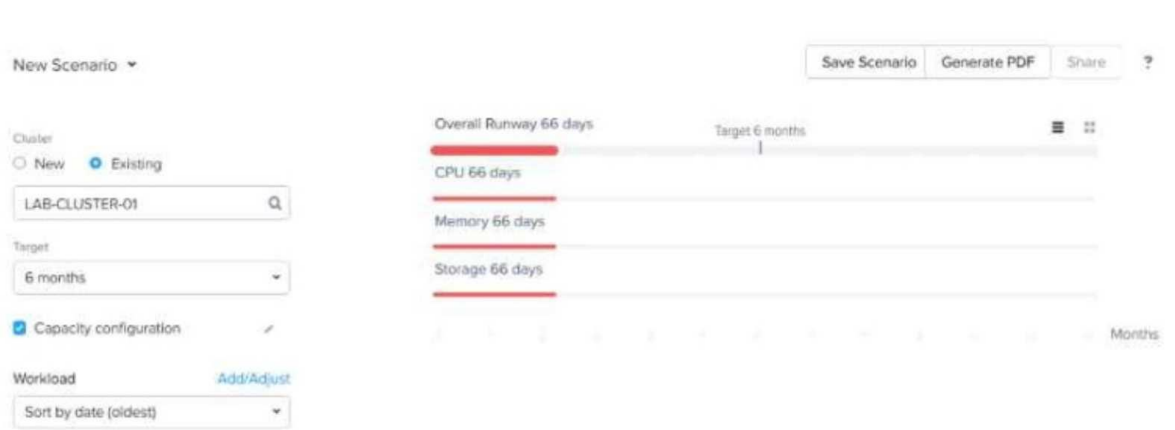 New Scenario
Save Scenario
Generate PDF
Share
?
Cluster
New
Existing
LAB-CLUSTER-01
Target
6 months
Capacity configuration
Workload
Add/Adjust
Sort by date (oldest)
Overall Runway 66 days
Target 6 months
CPU 66 days
Memory 66 days
Storage 66 days
Months